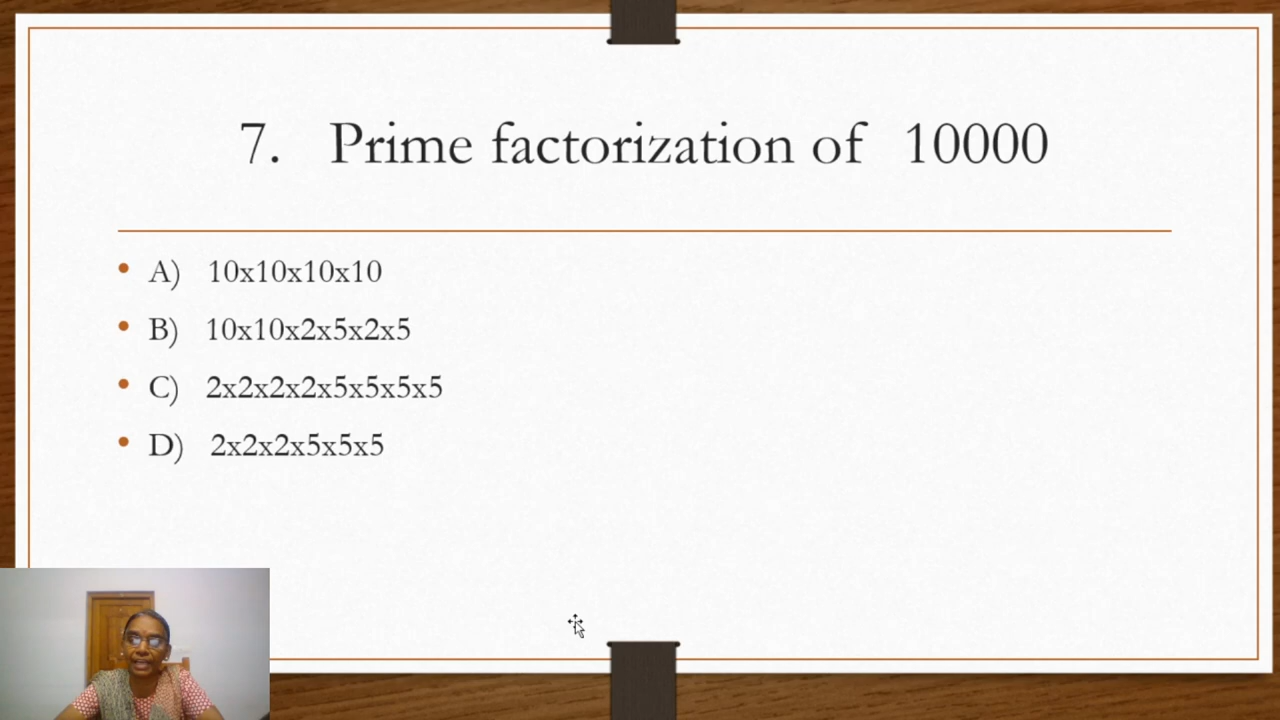 7. Prime factorization of 10000
• A) 10x10x10x10
• B) 10x10x2x5x2x5
• C) 2x2x2x2x5x5x5x5
• D) 2x2x2x5x5x5